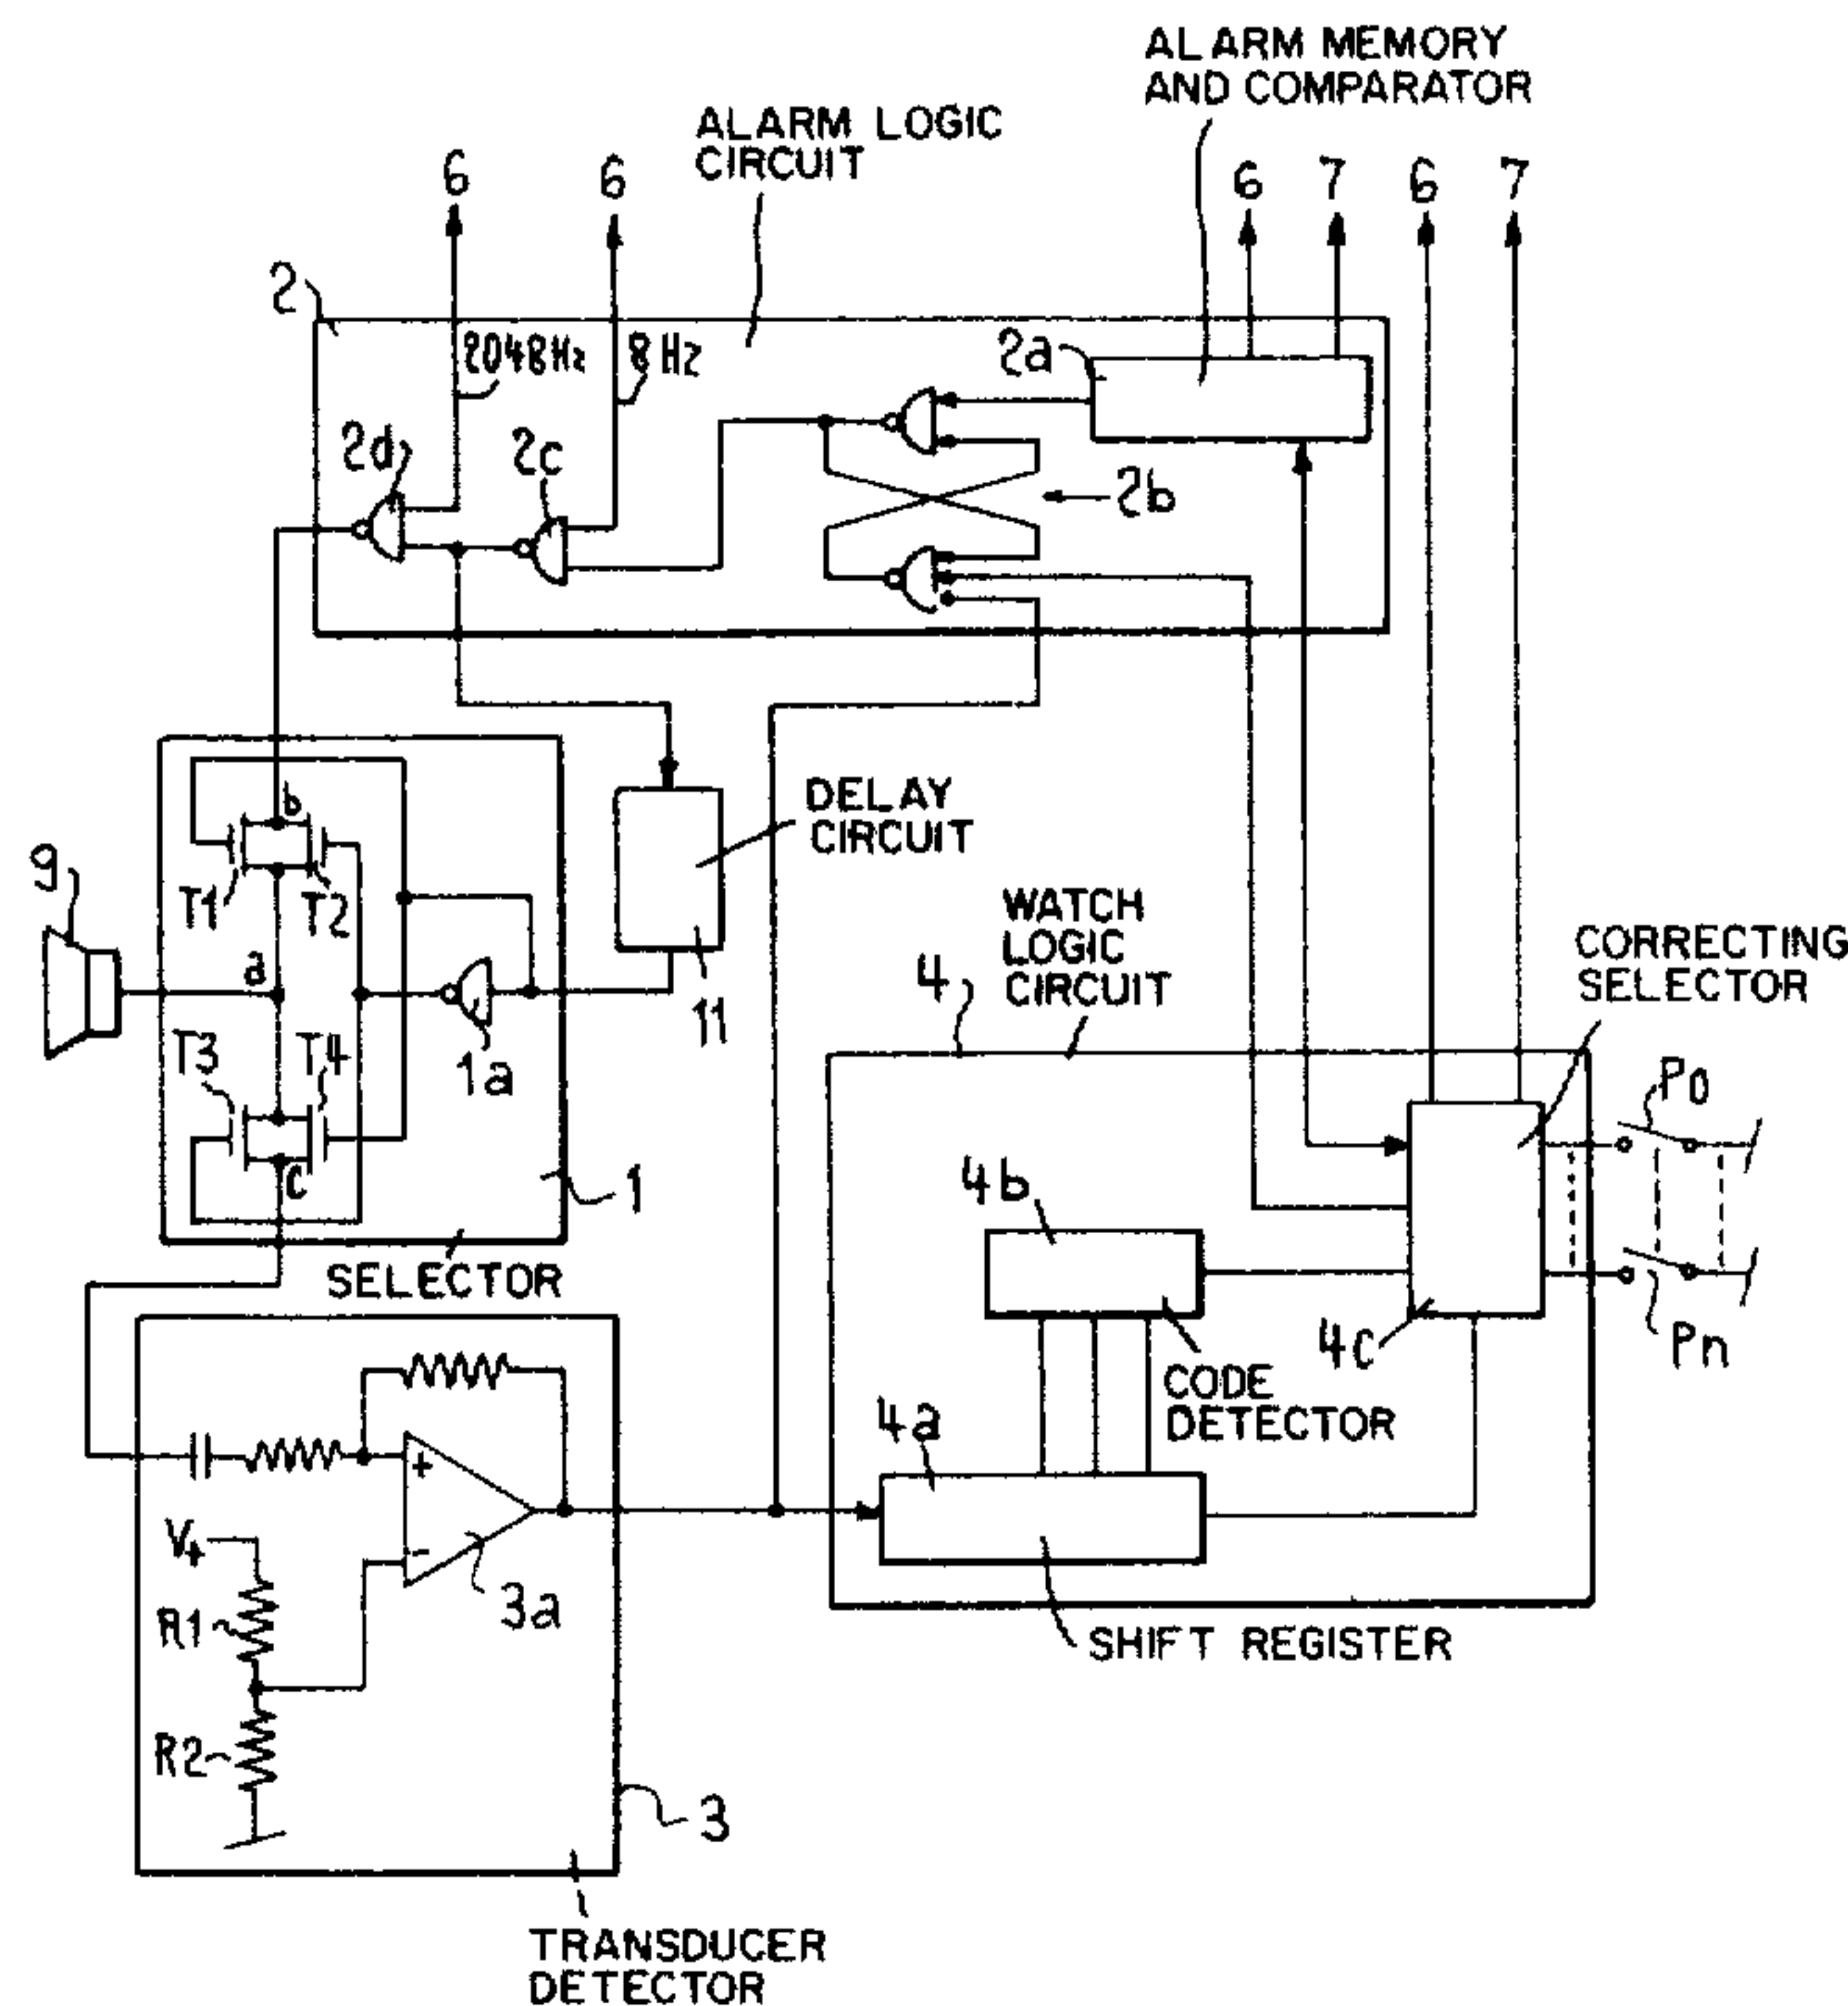 ALARM MEMORY
AND COMPARATOR
ALARM LOGIC
CIRCUIT
6
6
6
7
6
7
2
2048Hz
8Hz
2a
2d
2c
2b
b
T1
T2
9
a
DELAY
CIRCUIT
11
1a
T3
T4
c
1
SELECTOR
WATCH
LOGIC
CIRCUIT
4
CORRECTING
SELECTOR
P0
Pn
4b
4c
CODE
DETECTOR
4a
SHIFT REGISTER
+
-
3a
V+
R1
R2
3
TRANSDUCER
DETECTOR